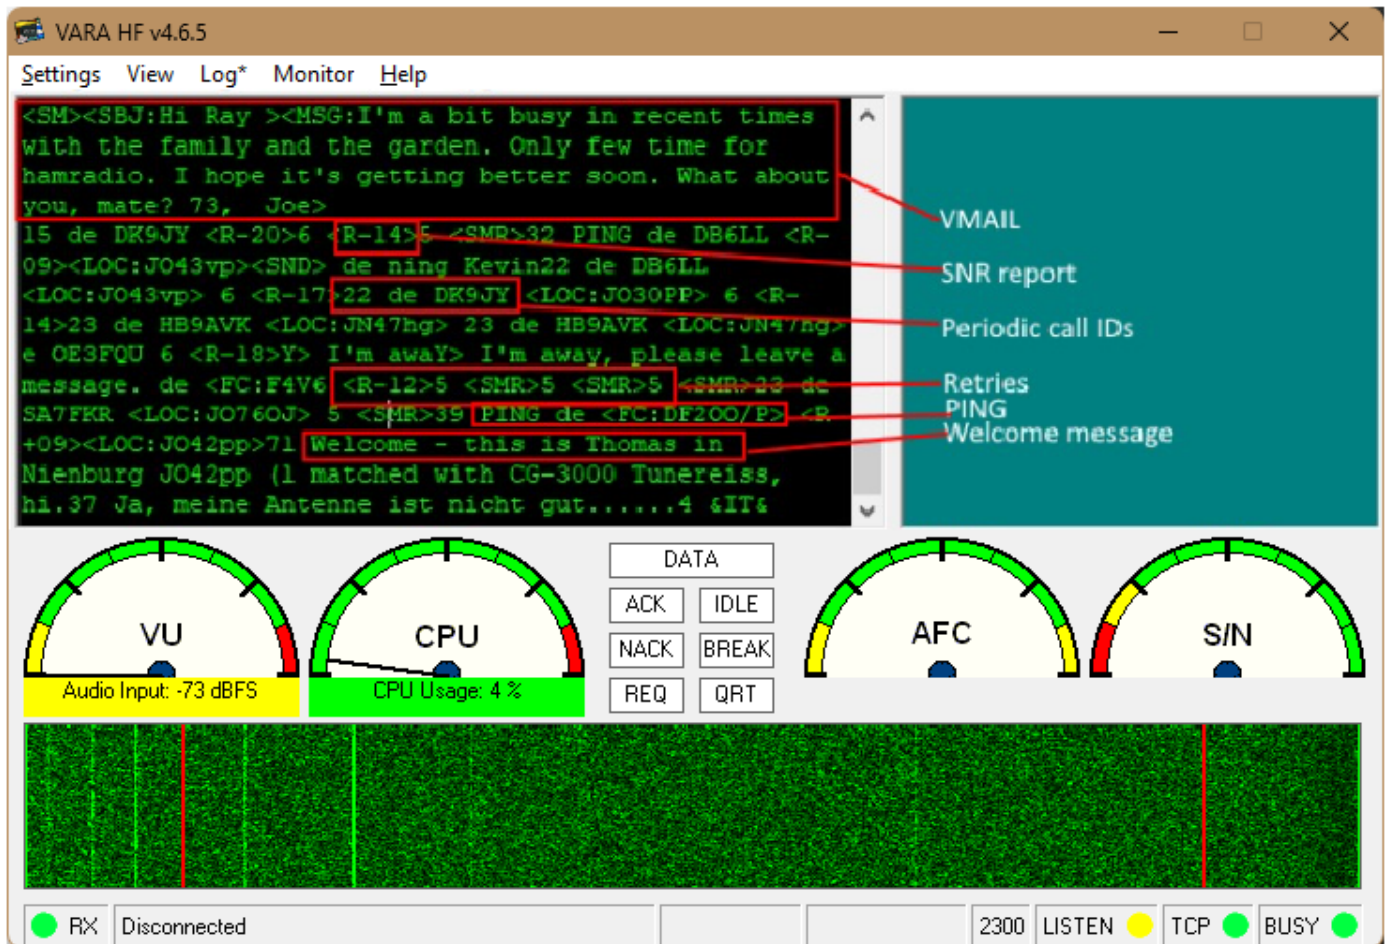 VARA HF v4.6.5
Settings View Log* Monitor Help
<SM><SBJ:Hi Ray ><MSG:I'm a bit busy in recent times
with the family and the garden. Only few time for
hamradio. I hope it's getting better soon. What about
you, mate? 73, Joe>
15 de DK9JY <R-20>6 <R-14>5 <SMR>32 PING de DB6LL <R-
09><LOC:JO43vp><SND> de ning Kevin22 de DB6LL
<LOC:JO43vp> 6 <R-17>22 de DK9JY <LOC:JO30PP> 6 <R-
14>23 de HB9AVK <LOC:JN47hg> 23 de HB9AVK <LOC:JN47hg>
e OE3FQU 6 <R-18>Y> I'm awaY> I'm away, please leave a
message. de <FC:F4V6 <R-12>5 <SMR>5 <SMR>5 <SMR>23 de
SA7FKR <LOC:JO76OJ> 5 <SMR>39 PING de <FC:DF2OO/P> <R
+09><LOC:JO42pp>71 Welcome - this is Thomas in
Nienburg JO42pp (l matched with CG-3000 Tunereiss,
hi.37 Ja, meine Antenne ist nicht gut......4 &IT&
VMAIL
SNR report
Periodic call IDs
Retries
PING
Welcome message
VU
Audio Input: -73 dBFS
CPU
CPU Usage: 4 %
DATA
ACK IDLE
NACK BREAK
REQ QRT
AFC
S/N
RX Disconnected 2300 LISTEN TCP BUSY